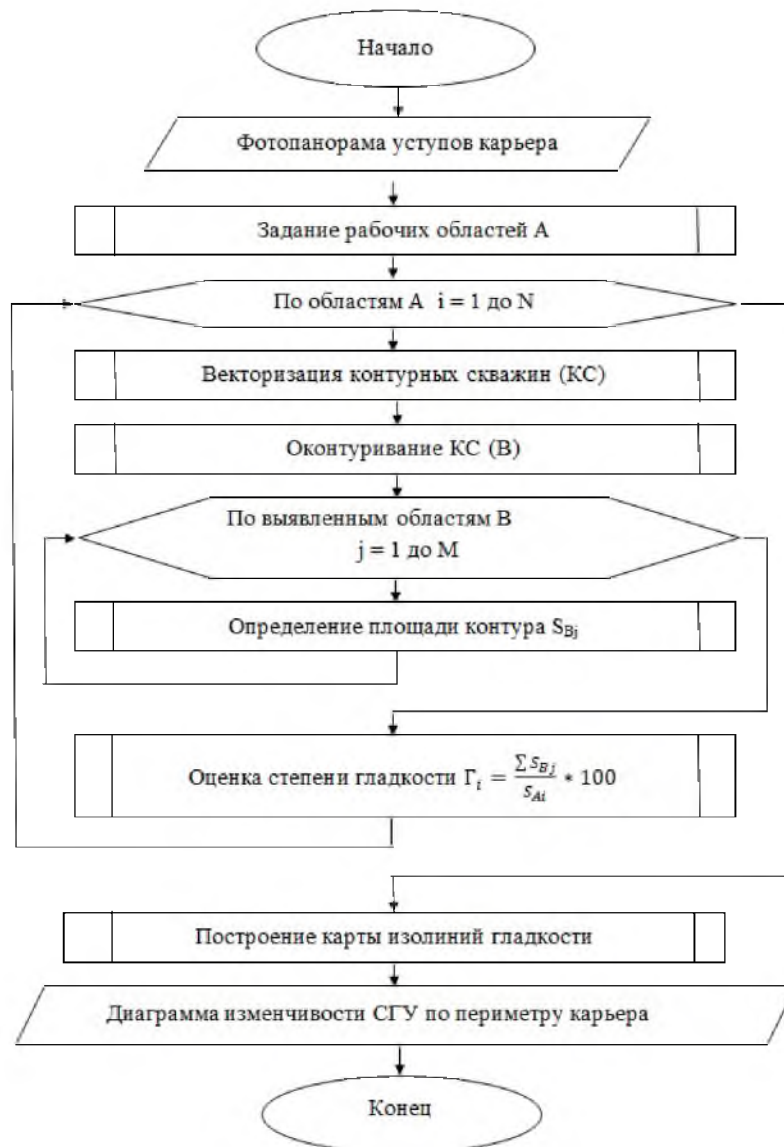 Начало
Фотопанорама уступов карьера
Задание рабочих областей А
По областям А i = 1 до N
Векторизация контурных скважин (КС)
Оконтуривание КС (В)
По выявленным областям В
j = 1 до М
Определение площади контура S_Bj
Оценка степени гладкости Г_i = ∑ S_Bj / S_Ai * 100
Построение карты изолиний гладкости
Диаграмма изменчивости СГУ по периметру карьера
Конец